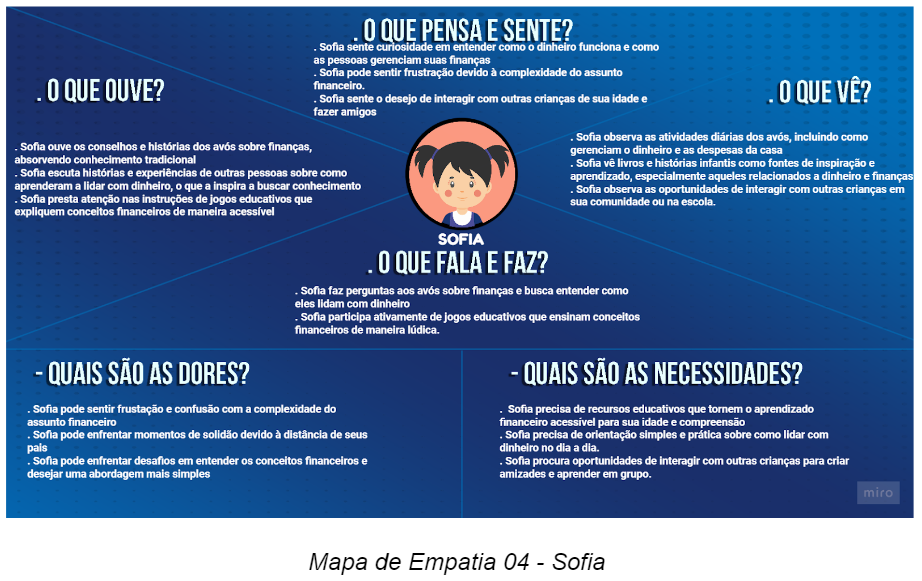 . O QUE PENSA E SENTE?
. Sofia sente curiosidade em entender como o dinheiro funciona e como
as pessoas gerenciam suas finanças
. Sofia pode sentir frustração devido à complexidade do assunto
financeiro.
. Sofia sente o desejo de interagir com outras crianças de sua idade e
fazer amigos
. O QUE OUVE?
. Sofia ouve os conselhos e histórias dos avós sobre finanças,
absorvendo conhecimento tradicional
. Sofia escuta histórias e experiências de outras pessoas sobre como
aprenderam a lidar com dinheiro, o que a inspira a buscar conhecimento
. Sofia presta atenção nas instruções de jogos educativos que
expliquem conceitos financeiros de maneira acessível
. O QUE VÊ?
. Sofia observa as atividades diárias dos avós, incluindo como
gerenciam o dinheiro e as despesas da casa
. Sofia vê livros e histórias infantis como fontes de inspiração e
aprendizado, especialmente aqueles relacionados a dinheiro e finanças
. Sofia observa as oportunidades de interagir com outras crianças em
sua comunidade ou na escola.
SOFIA
. O QUE FALA E FAZ?
. Sofia faz perguntas aos avós sobre finanças e busca entender como
eles lidam com dinheiro
. Sofia participa ativamente de jogos educativos que ensinam conceitos
financeiros de maneira lúdica.
- QUAIS SÃO AS DORES?
. Sofia pode sentir frustação e confusão com a complexidade do
assunto financeiro
. Sofia pode enfrentar momentos de solidão devido à distância de seus
pais
. Sofia pode enfrentar desafios em entender os conceitos financeiros e
desejar uma abordagem mais simples
- QUAIS SÃO AS NECESSIDADES?
. Sofia precisa de recursos educativos que tornem o aprendizado
financeiro acessível para sua idade e compreensão
. Sofia precisa de orientação simples e prática sobre como lidar com
dinheiro no dia a dia.
. Sofia procura oportunidades de interagir com outras crianças para criar
amizades e aprender em grupo.
miro
Mapa de Empatia 04 - Sofia